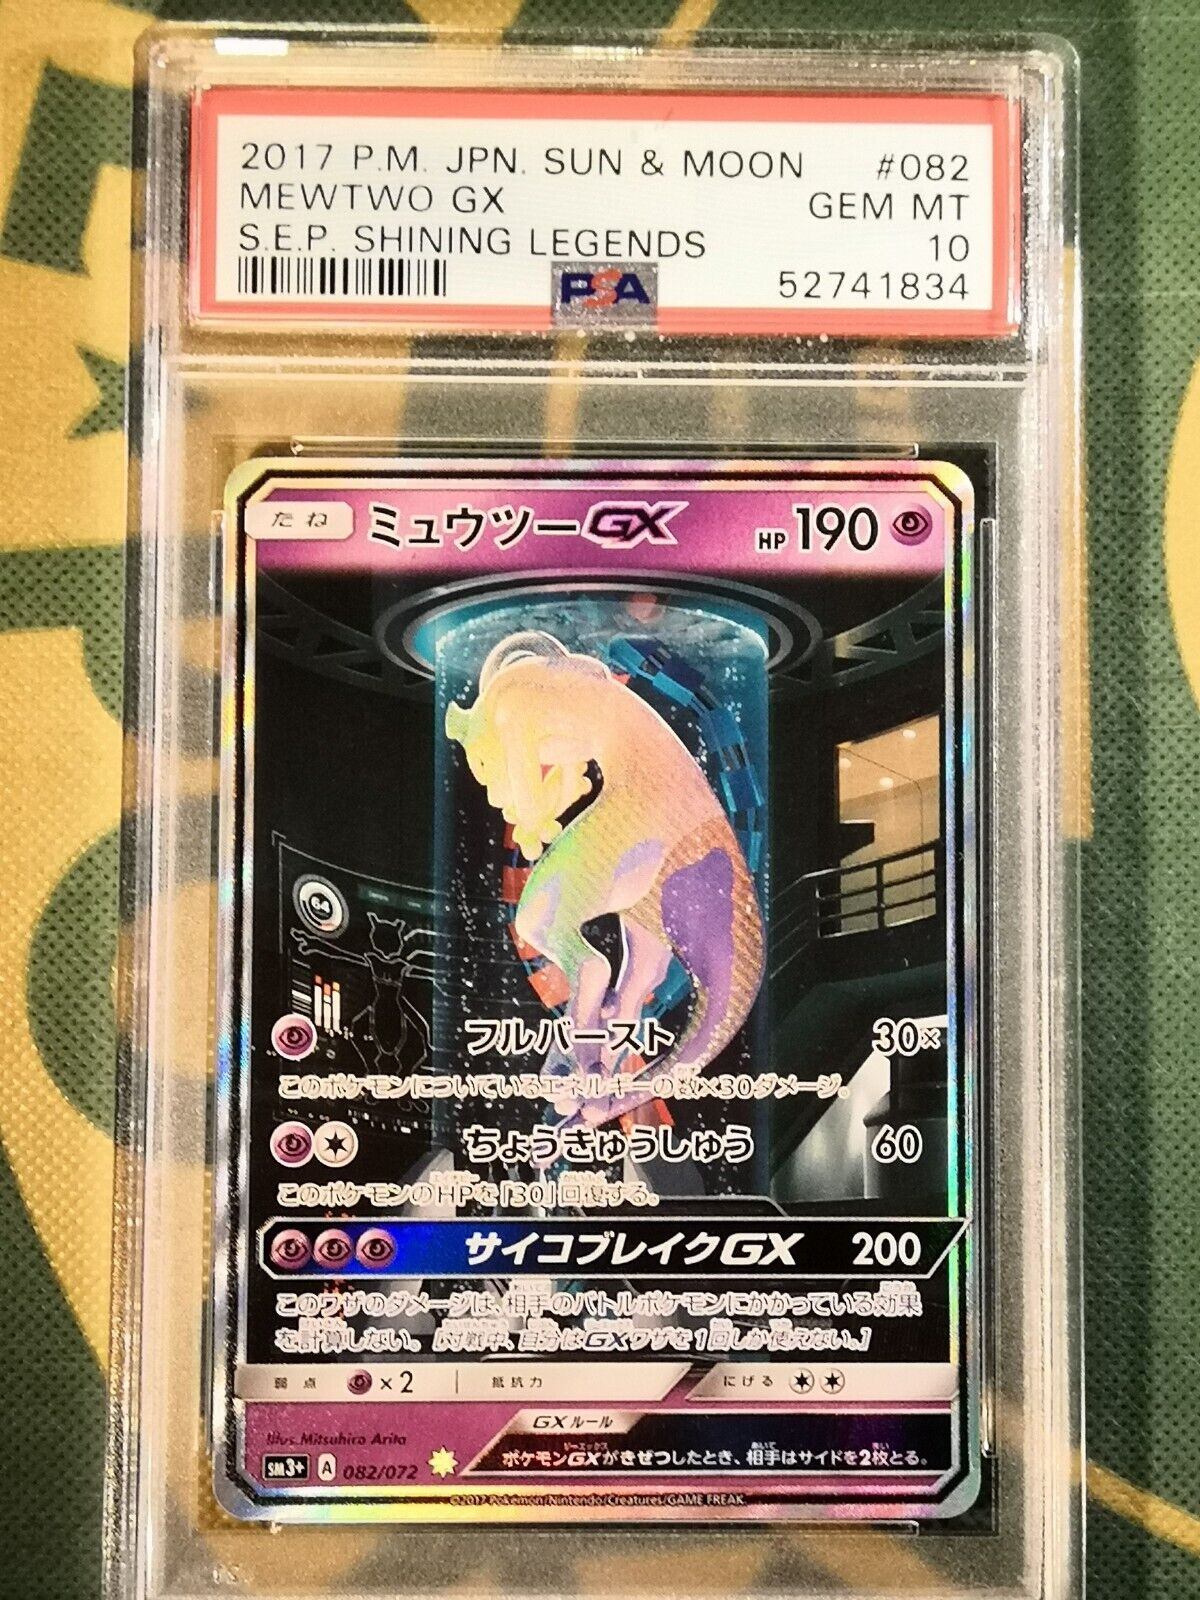 2017 P.M. JPN. SUN & MOON #082
MEWTWO GX GEM MT
S.E.P. SHINING LEGENDS 10
PSA 52741834
たね ミュウツーGX HP 190
64
フルバースト 30×
このポケモンについているエネルギーの数×30ダメージ。
ちょうきゅうしゅう 60
このポケモンのHPを「30」回復する。
サイコブレイクGX 200
このワザのダメージは、相手のバトルポケモンにかかっている効果
を計算しない。[対戦中、自分はGXワザを1回しか使えない。]
弱点 ×2 抵抗力 にげる
GXルール
ポケモンGXがきぜつしたとき、相手はサイドを2枚とる。
Illus. Mitsuhiro Arita
SM3+ A 082/072
©2017 Pokémon/Nintendo/Creatures/GAME FREAK.